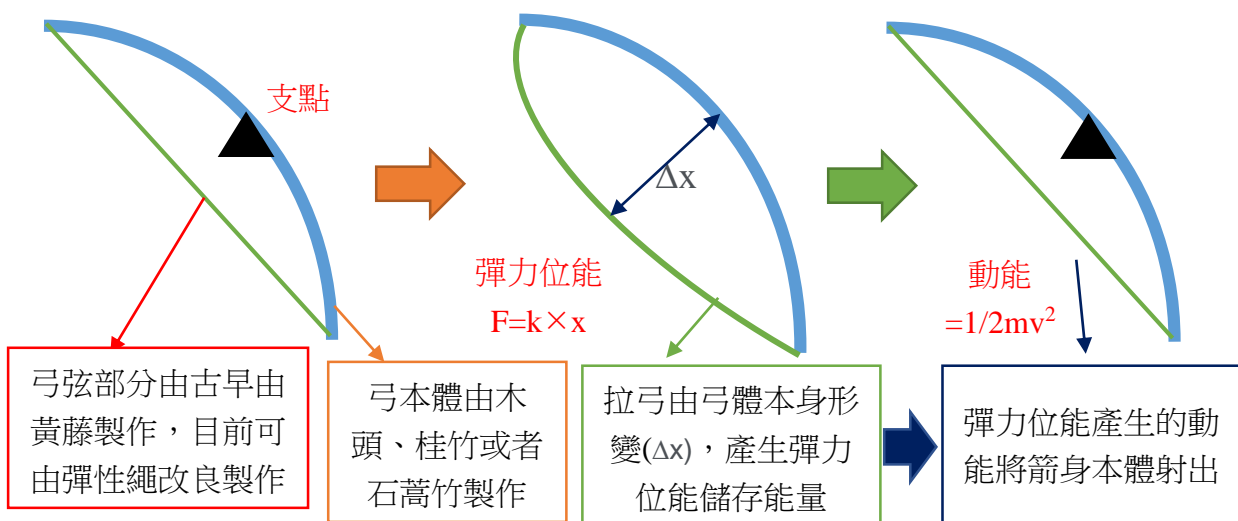 支點
Δx
彈力位能
F=k×x
動能
=1/2mv²
弓弦部分由古早由
黃藤製作，目前可
由彈性繩改良製作
弓本體由木
頭、桂竹或者
石蒿竹製作
拉弓由弓體本身形
變(Δx)，產生彈力
位能儲存能量
彈力位能產生的動
能將箭身本體射出